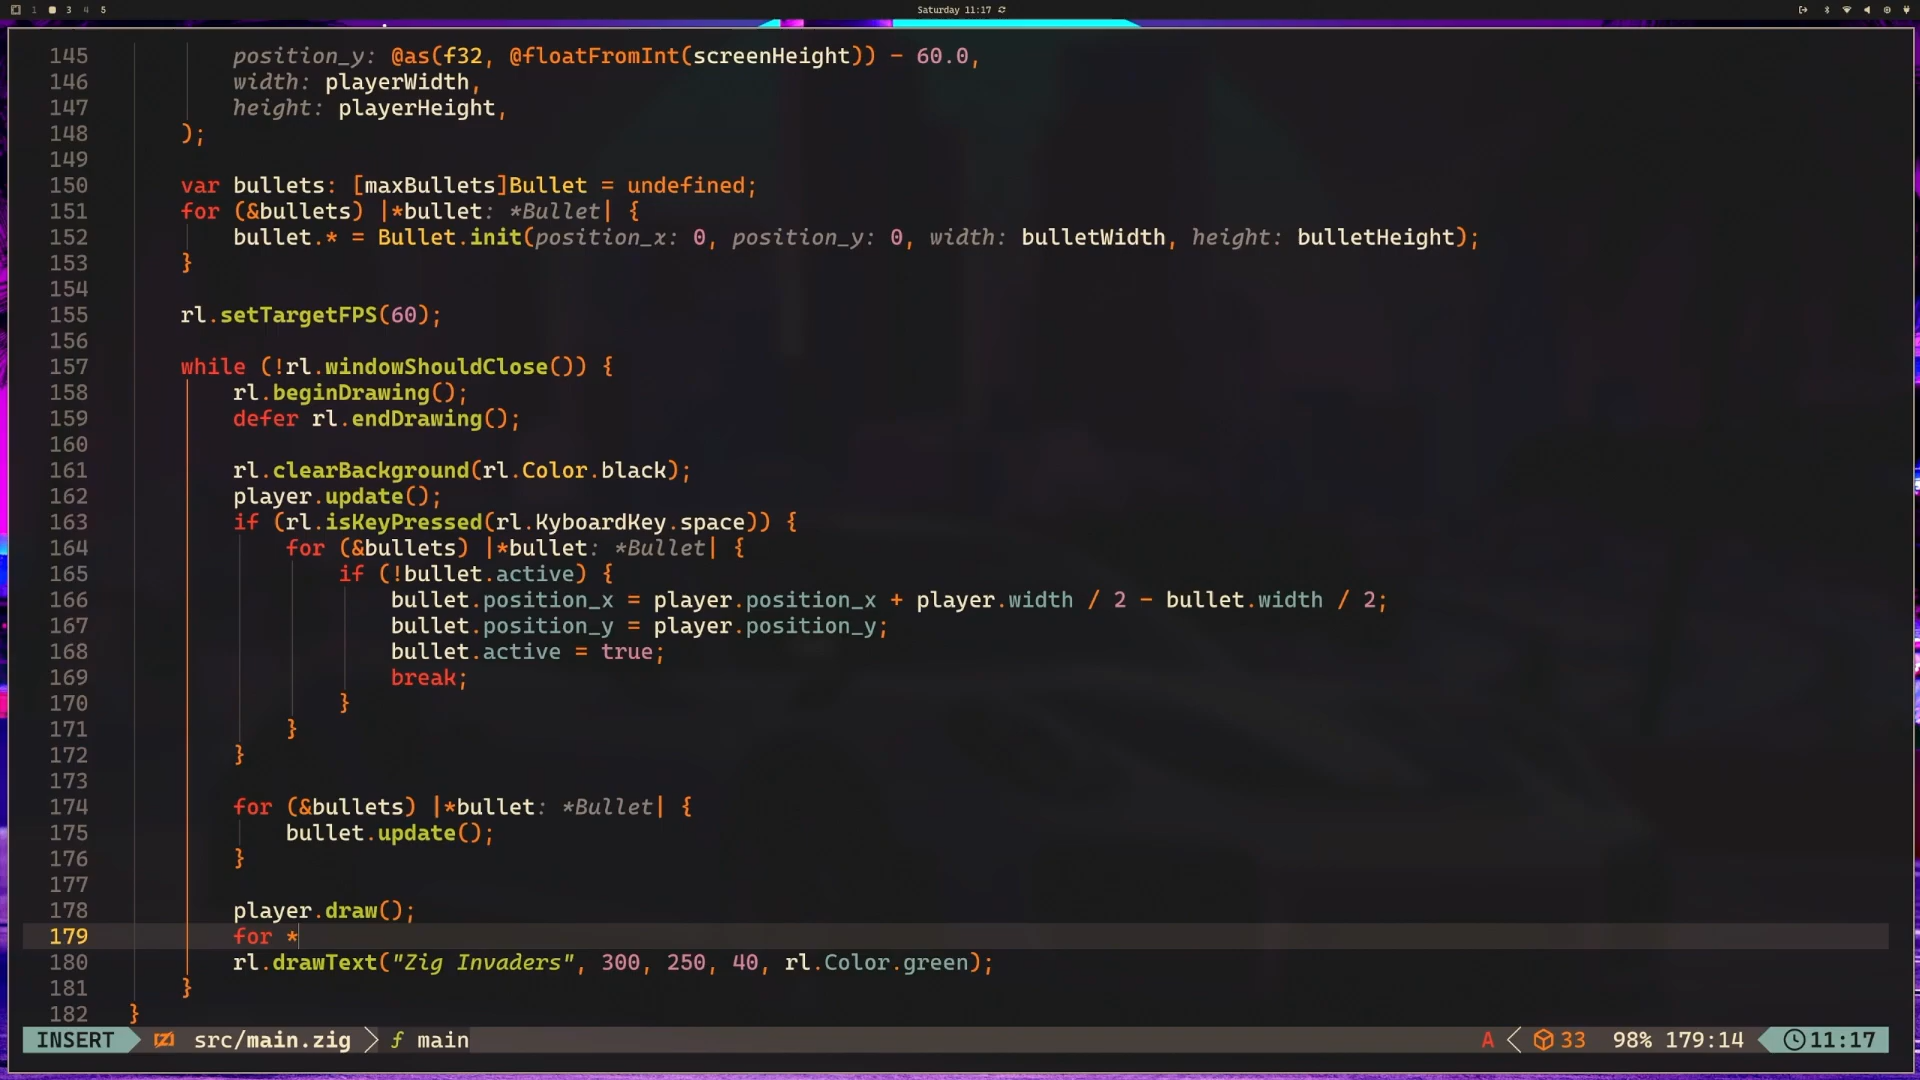 1 3 4 5 Saturday 11:17
145 position_y: @as(f32, @floatFromInt(screenHeight)) - 60.0,
146 width: playerWidth,
147 height: playerHeight,
148 );
149
150 var bullets: [maxBullets]Bullet = undefined;
151 for (&bullets) |*bullet: *Bullet| {
152 bullet.* = Bullet.init(position_x: 0, position_y: 0, width: bulletWidth, height: bulletHeight);
153 }
154
155 rl.setTargetFPS(60);
156
157 while (!rl.windowShouldClose()) {
158 rl.beginDrawing();
159 defer rl.endDrawing();
160
161 rl.clearBackground(rl.Color.black);
162 player.update();
163 if (rl.isKeyPressed(rl.KyboardKey.space)) {
164 for (&bullets) |*bullet: *Bullet| {
165 if (!bullet.active) {
166 bullet.position_x = player.position_x + player.width / 2 - bullet.width / 2;
167 bullet.position_y = player.position_y;
168 bullet.active = true;
169 break;
170 }
171 }
172 }
173
174 for (&bullets) |*bullet: *Bullet| {
175 bullet.update();
176 }
177
178 player.draw();
179 for *
180 rl.drawText("Zig Invaders", 300, 250, 40, rl.Color.green);
181 }
182 }
INSERT src/main.zig f main A 33 98% 179:14 11:17